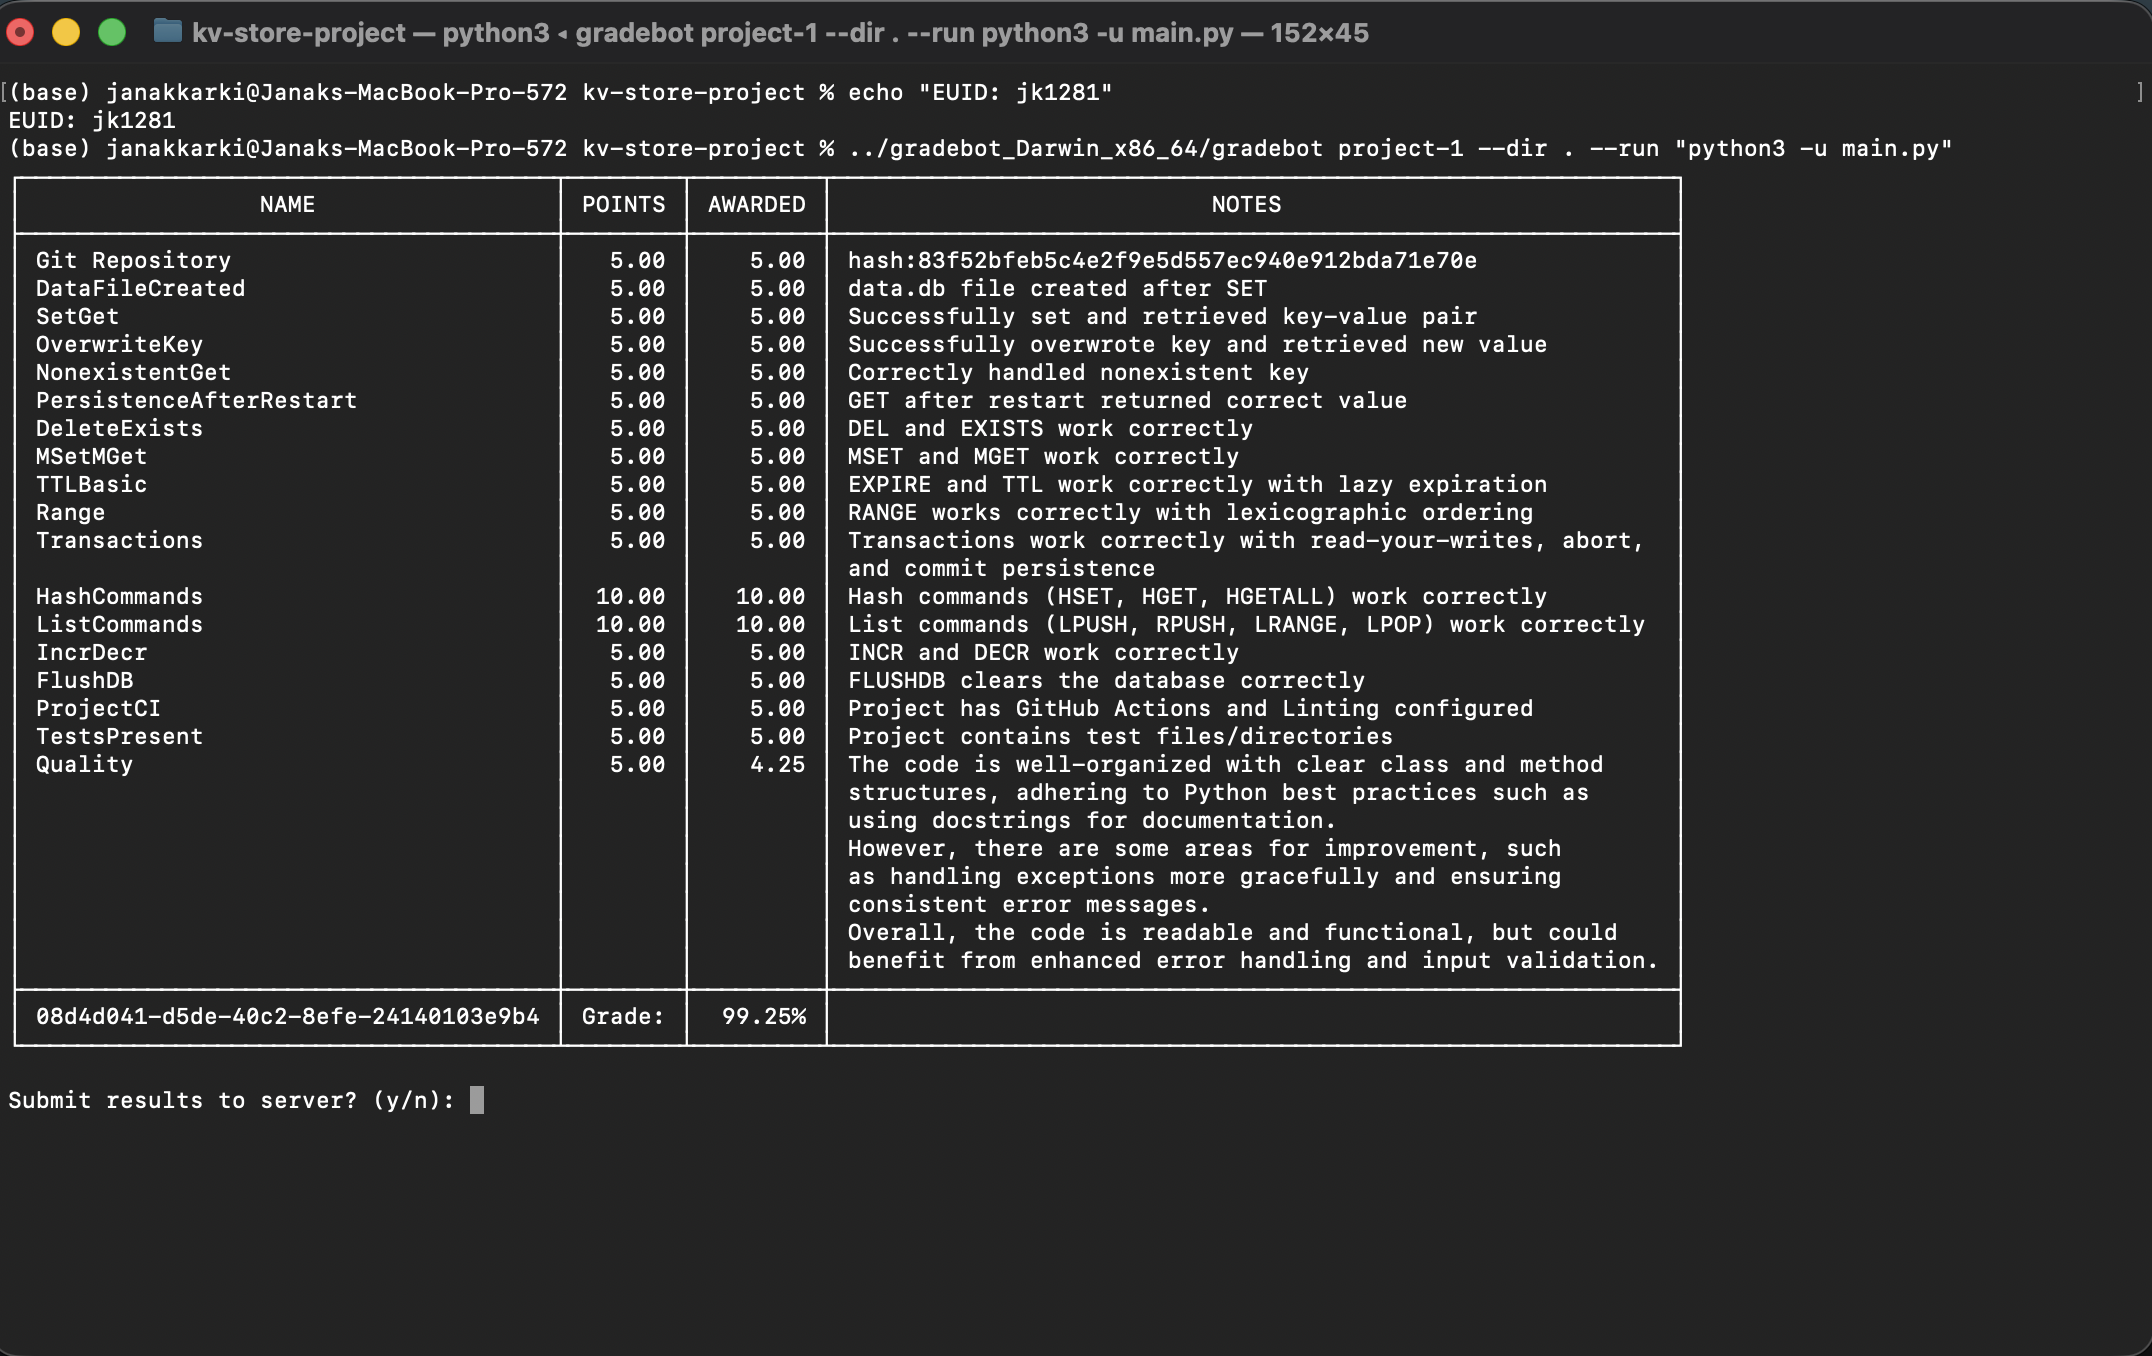 kv-store-project — python3 ◂ gradebot project-1 --dir . --run python3 -u main.py — 152×45
[(base) janakkarki@Janaks-MacBook-Pro-572 kv-store-project % echo "EUID: jk1281" ]
EUID: jk1281
(base) janakkarki@Janaks-MacBook-Pro-572 kv-store-project % ../gradebot_Darwin_x86_64/gradebot project-1 --dir . --run "python3 -u main.py"
NAME POINTS AWARDED NOTES
Git Repository 5.00 5.00 hash:83f52bfeb5c4e2f9e5d557ec940e912bda71e70e
DataFileCreated 5.00 5.00 data.db file created after SET
SetGet 5.00 5.00 Successfully set and retrieved key-value pair
OverwriteKey 5.00 5.00 Successfully overwrote key and retrieved new value
NonexistentGet 5.00 5.00 Correctly handled nonexistent key
PersistenceAfterRestart 5.00 5.00 GET after restart returned correct value
DeleteExists 5.00 5.00 DEL and EXISTS work correctly
MSetMGet 5.00 5.00 MSET and MGET work correctly
TTLBasic 5.00 5.00 EXPIRE and TTL work correctly with lazy expiration
Range 5.00 5.00 RANGE works correctly with lexicographic ordering
Transactions 5.00 5.00 Transactions work correctly with read-your-writes, abort,
and commit persistence
HashCommands 10.00 10.00 Hash commands (HSET, HGET, HGETALL) work correctly
ListCommands 10.00 10.00 List commands (LPUSH, RPUSH, LRANGE, LPOP) work correctly
IncrDecr 5.00 5.00 INCR and DECR work correctly
FlushDB 5.00 5.00 FLUSHDB clears the database correctly
ProjectCI 5.00 5.00 Project has GitHub Actions and Linting configured
TestsPresent 5.00 5.00 Project contains test files/directories
Quality 5.00 4.25 The code is well-organized with clear class and method
structures, adhering to Python best practices such as
using docstrings for documentation.
However, there are some areas for improvement, such
as handling exceptions more gracefully and ensuring
consistent error messages.
Overall, the code is readable and functional, but could
benefit from enhanced error handling and input validation.
08d4d041-d5de-40c2-8efe-24140103e9b4 Grade: 99.25%
Submit results to server? (y/n):